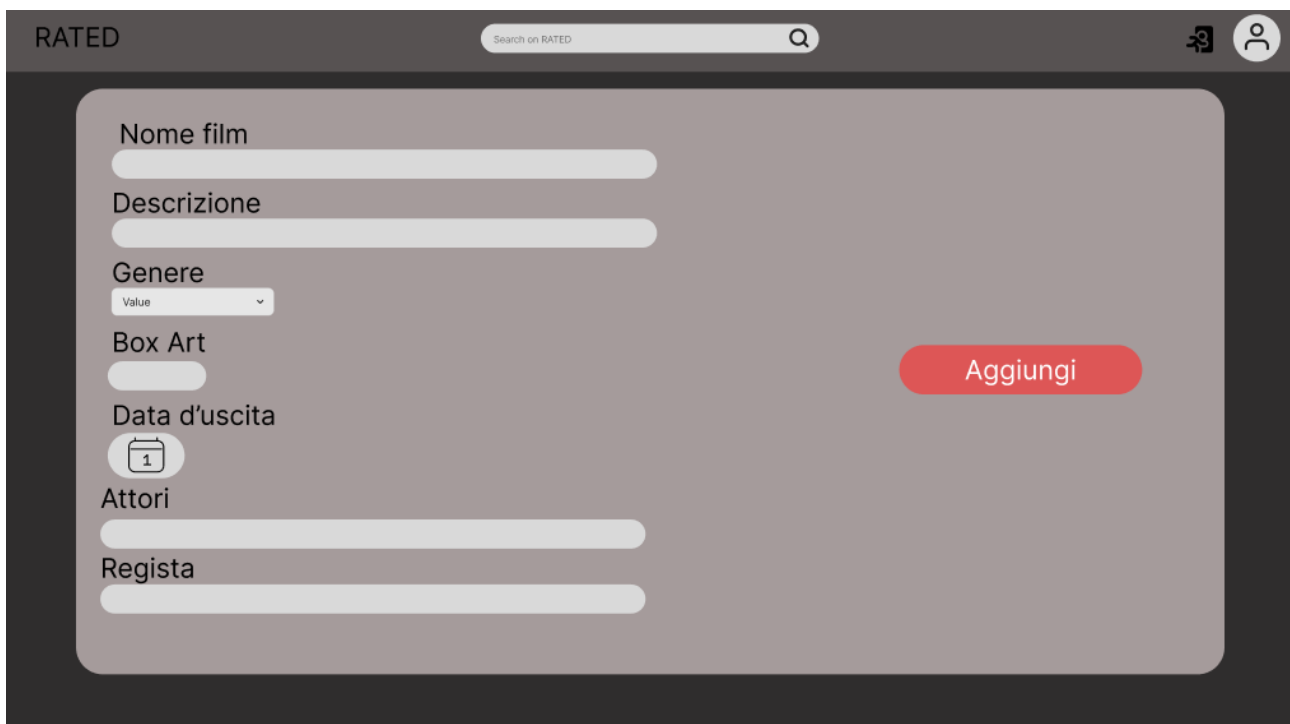 RATED
Search on RATED
Nome film
Descrizione
Genere
Value
Box Art
Aggiungi
Data d’uscita
1
Attori
Regista